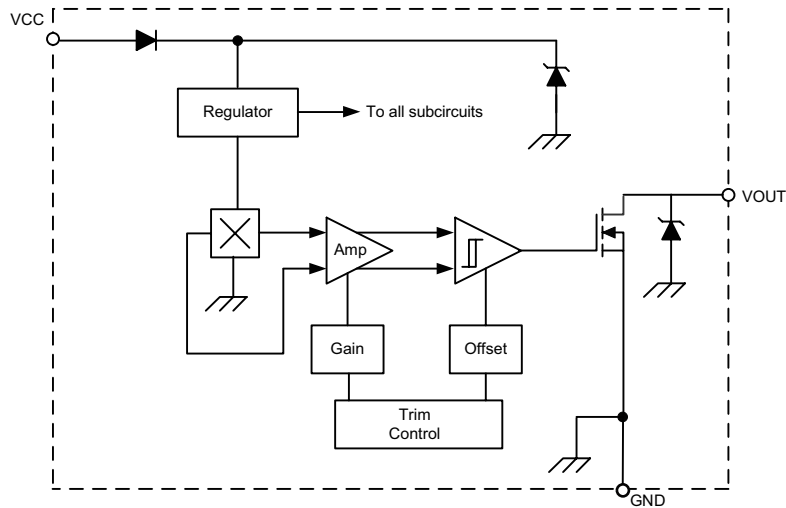 VCC
Regulator
To all subcircuits
VOUT
Amp
Gain
Offset
Trim
Control
GND